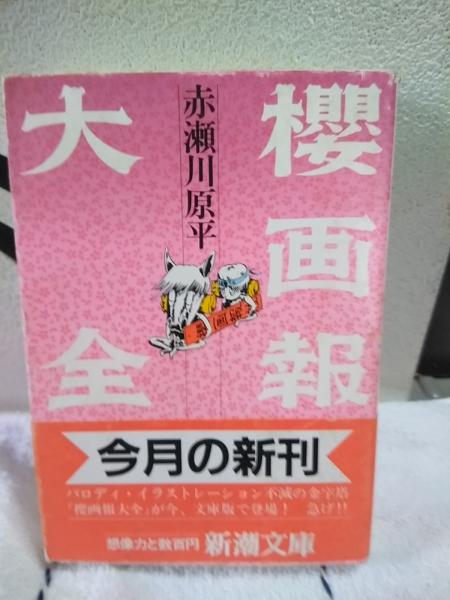 櫻画報
大全
赤瀬川原平
櫻画報
今月の新刊
パロディ・イラストレーション不滅の金字塔
「櫻画報大全」が今、文庫版で登場! 急げ!!
想像力と数百円 新潮文庫